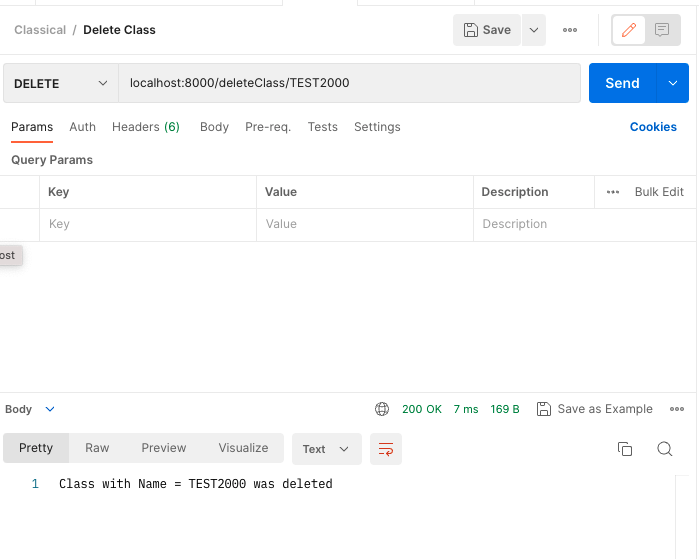 Classical / Delete Class
Save
DELETE localhost:8000/deleteClass/TEST2000 Send
Params Auth Headers (6) Body Pre-req. Tests Settings Cookies
Query Params
Key Value Description Bulk Edit
Key Value Description
ost
Body 200 OK 7 ms 169 B Save as Example
Pretty Raw Preview Visualize Text
1 Class with Name = TEST2000 was deleted